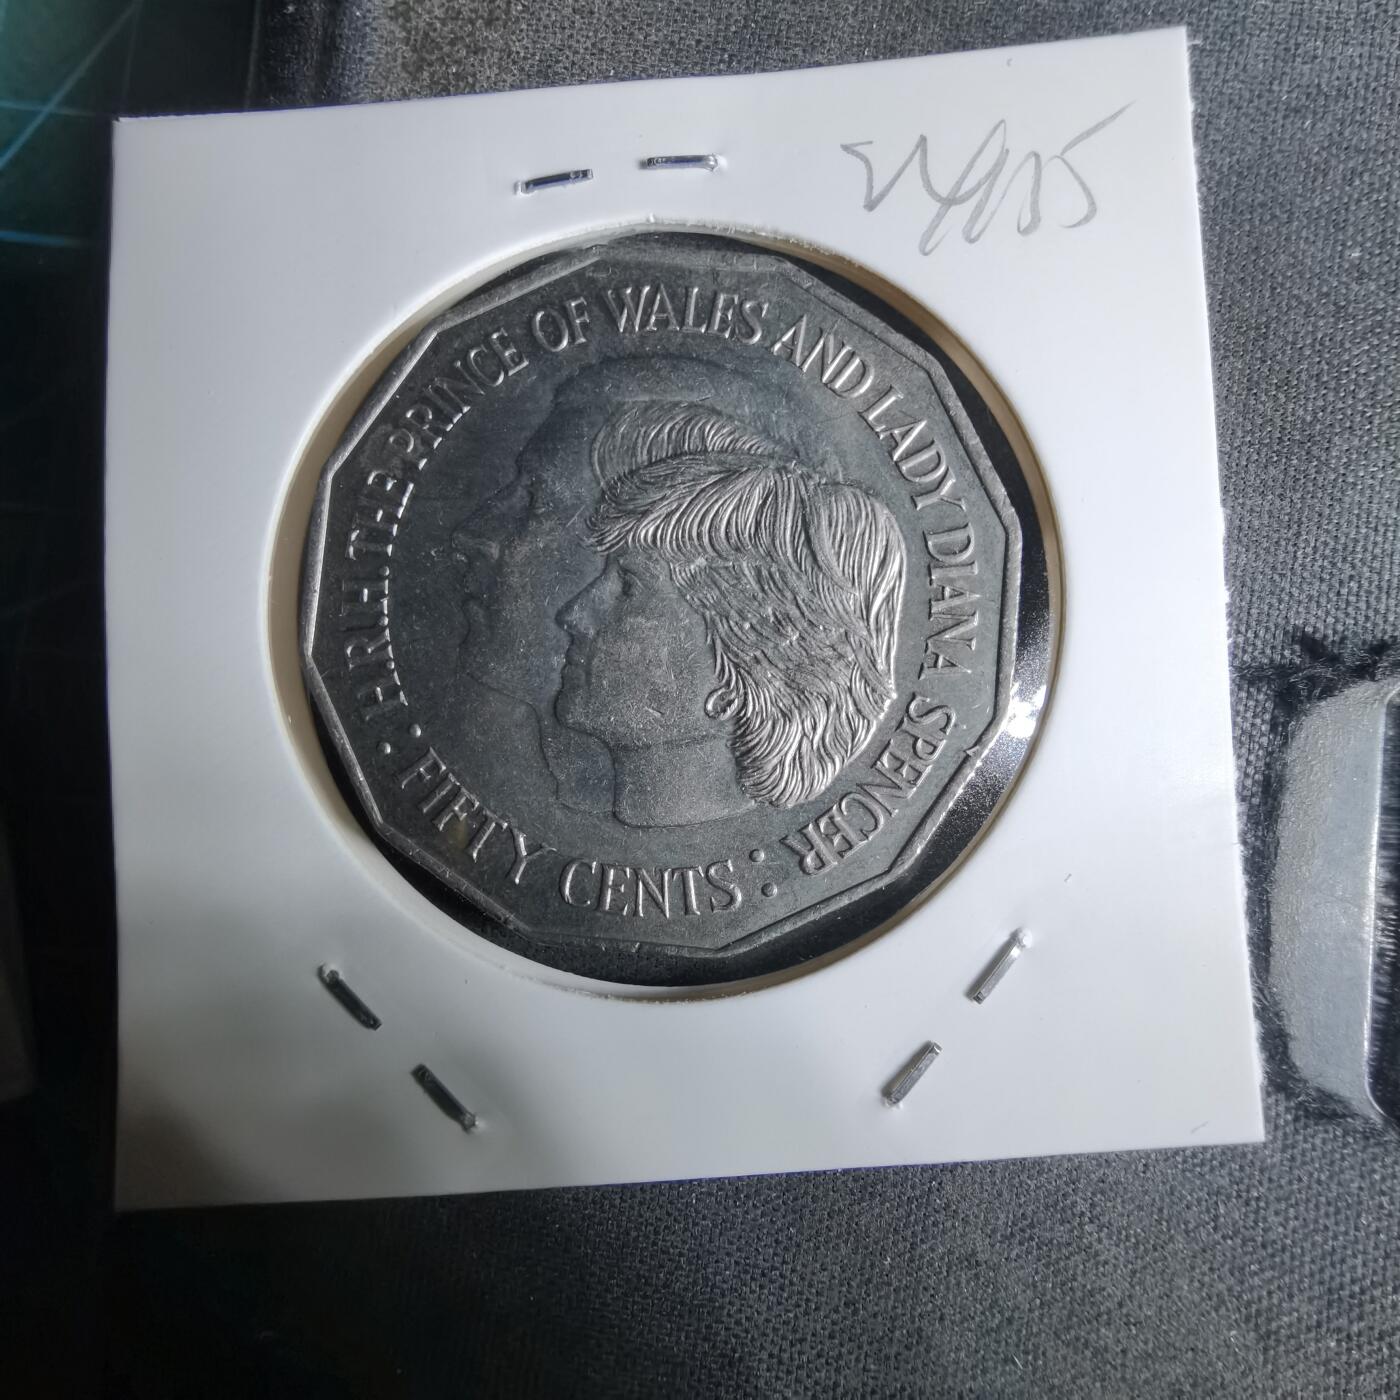 H.R.H. THE PRINCE OF WALES AND LADY DIANA SPENCER
: FIFTY CENTS :